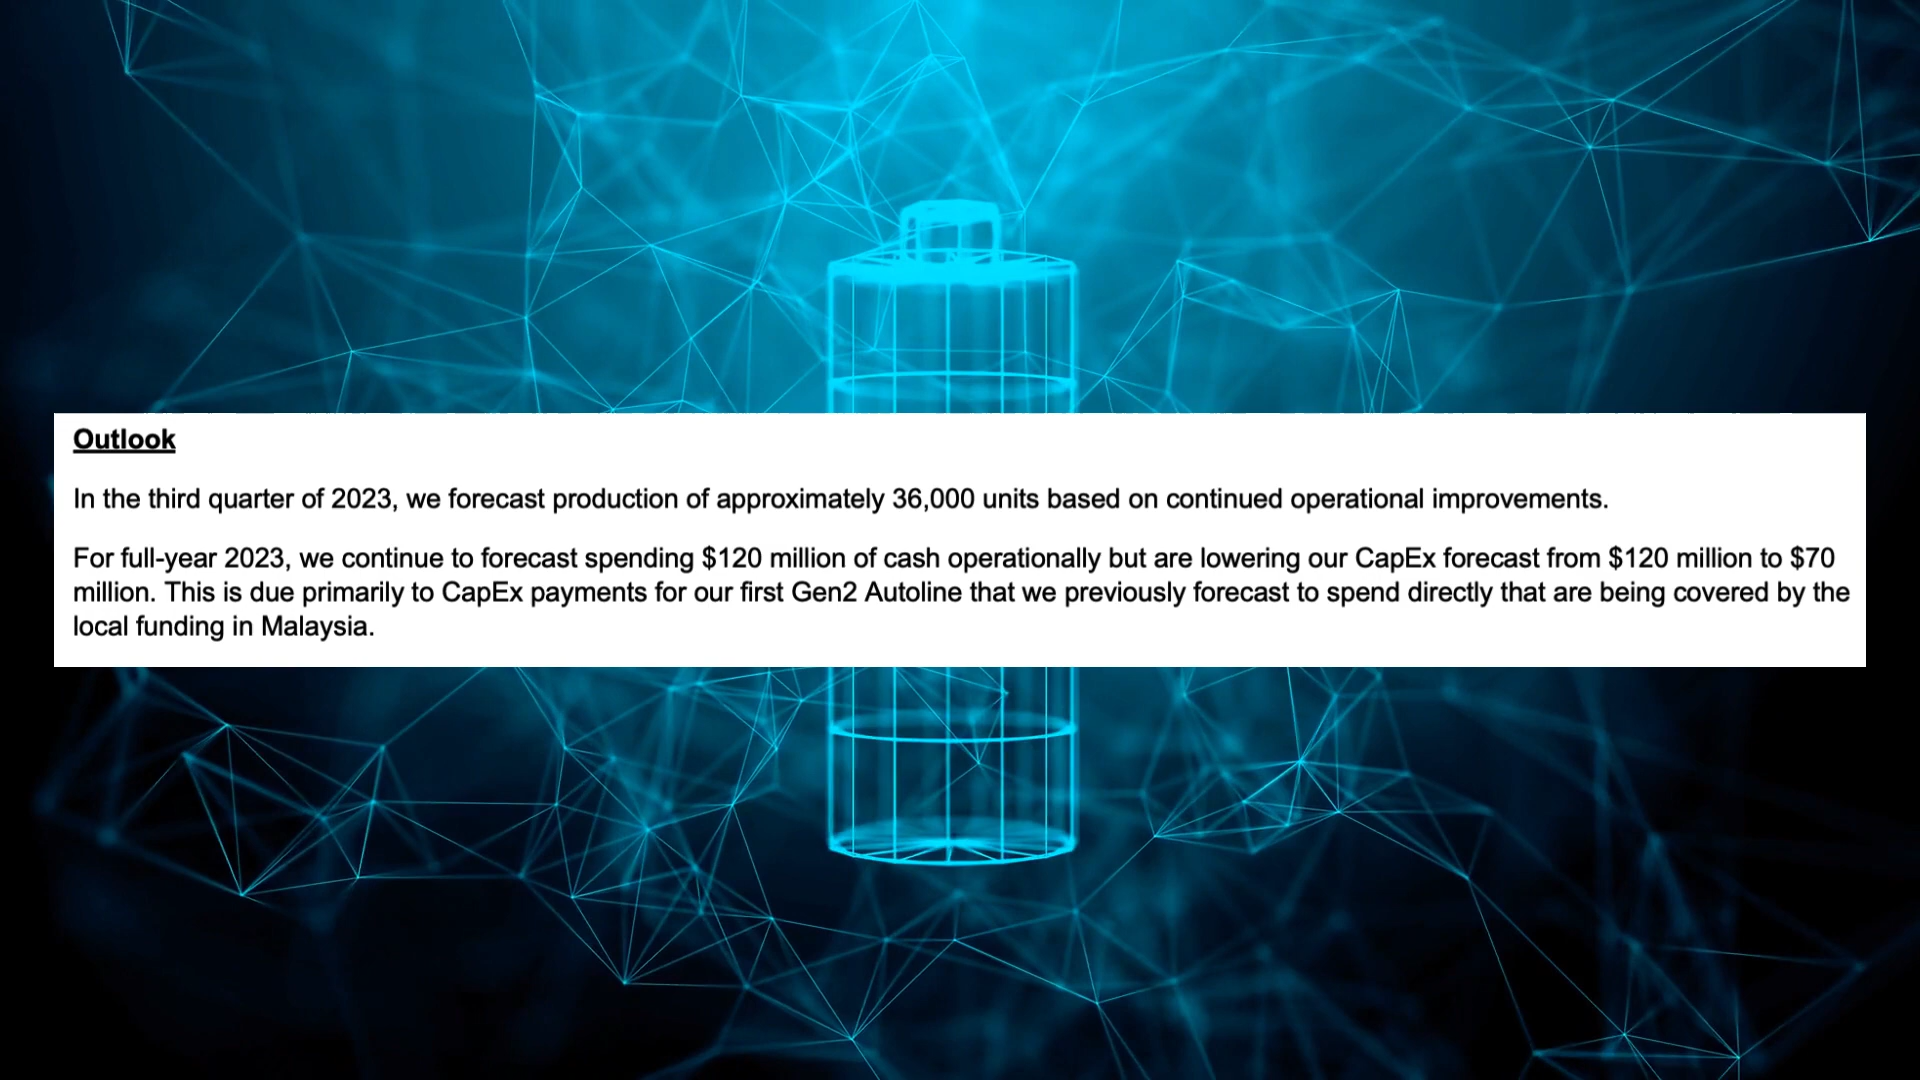 Outlook
In the third quarter of 2023, we forecast production of approximately 36,000 units based on continued operational improvements.
For full-year 2023, we continue to forecast spending $120 million of cash operationally but are lowering our CapEx forecast from $120 million to $70
million. This is due primarily to CapEx payments for our first Gen2 Autoline that we previously forecast to spend directly that are being covered by the
local funding in Malaysia.